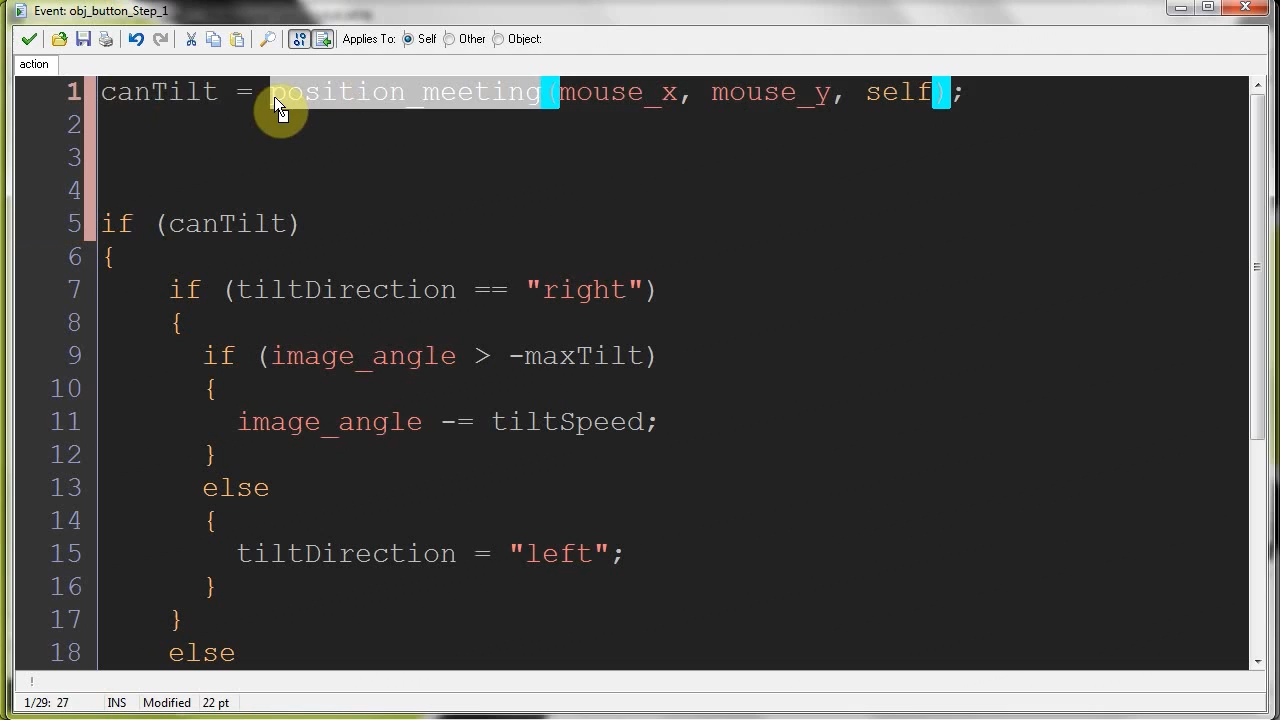 Event: obj_button_Step_1
Applies To: Self Other Object:
action
1 canTilt = position_meeting(mouse_x, mouse_y, self);
2
3
4
5 if (canTilt)
6 {
7 if (tiltDirection == "right")
8 {
9 if (image_angle > -maxTilt)
10 {
11 image_angle -= tiltSpeed;
12 }
13 else
14 {
15 tiltDirection = "left";
16 }
17 }
18 else
!
1/29: 27 INS Modified 22 pt